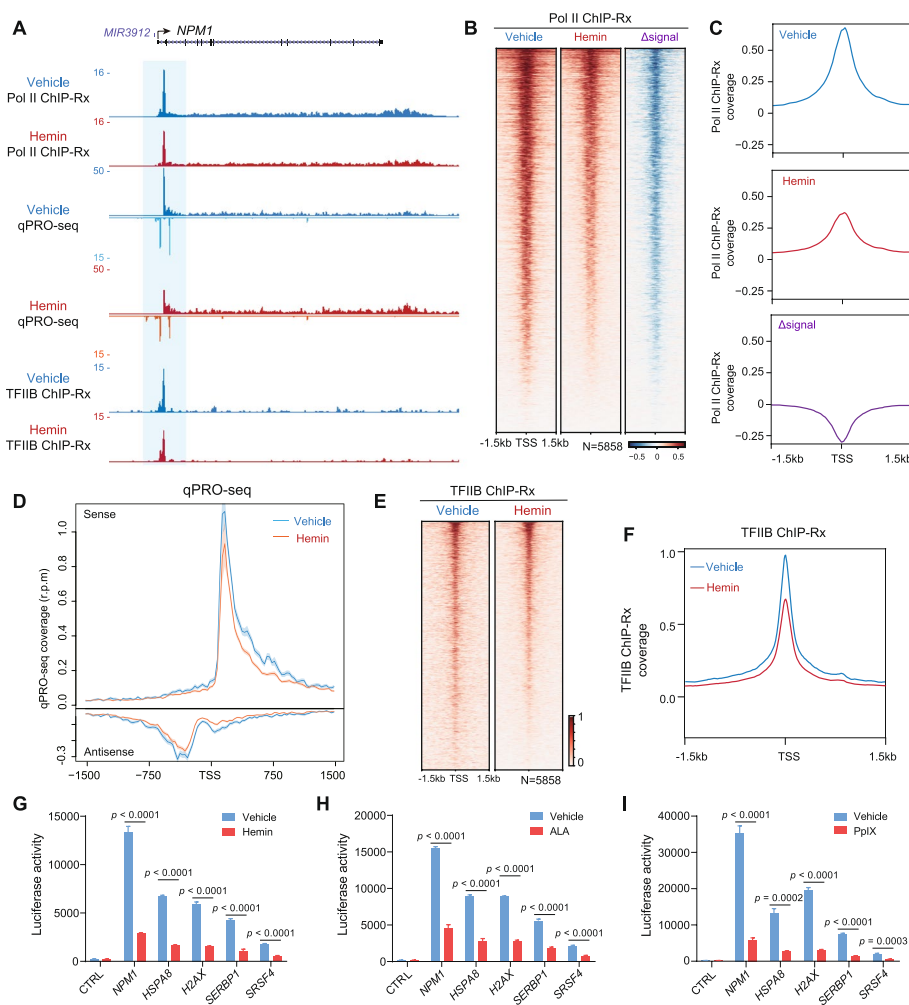 A
MIR3912
NPM1
Vehicle
Pol II ChIP-Rx
16 -
Hemin
Pol II ChIP-Rx
16 -
Vehicle
qPRO-seq
50 -
15 -
Hemin
qPRO-seq
50 -
15 -
Vehicle
TFIIB ChIP-Rx
15 -
Hemin
TFIIB ChIP-Rx
15 -
B
Pol II ChIP-Rx
Vehicle Hemin Δsignal
-1.5kb TSS 1.5kb
N=5858
-0.5 0 0.5
C
Vehicle
Pol II ChIP-Rx
coverage
0.50
0.25
0
−0.25
Hemin
Pol II ChIP-Rx
coverage
0.50
0.25
0
−0.25
Δsignal
Pol II ChIP-Rx
coverage
0.50
0.25
0
−0.25
-1.5kb TSS 1.5kb
D
qPRO-seq
Sense
Vehicle
Hemin
qPRO-seq coverage (r.p.m)
1.0
0.8
0.6
0.4
0.2
0.0
-0.3
Antisense
−1500 −750 TSS 750 1500
E
TFIIB ChIP-Rx
Vehicle Hemin
1
0
-1.5kb TSS 1.5kb
N=5858
F
TFIIB ChIP-Rx
Vehicle
Hemin
TFIIB ChIP-Rx
coverage
1.0
0.5
0.0
-1.5kb TSS 1.5kb
G
Luciferase activity
15000
10000
5000
0
Vehicle
Hemin
p < 0.0001
p < 0.0001
p < 0.0001
p < 0.0001
p < 0.0001
CTRL NPM1 HSPA8 H2AX SERBP1 SRSF4
H
Luciferase activity
20000
15000
10000
5000
0
Vehicle
ALA
p < 0.0001
p < 0.0001
p < 0.0001
p < 0.0001
p < 0.0001
CTRL NPM1 HSPA8 H2AX SERBP1 SRSF4
I
Luciferase activity
40000
30000
20000
10000
0
Vehicle
PpIX
p < 0.0001
p = 0.0002
p < 0.0001
p < 0.0001
p = 0.0003
CTRL NPM1 HSPA8 H2AX SERBP1 SRSF4